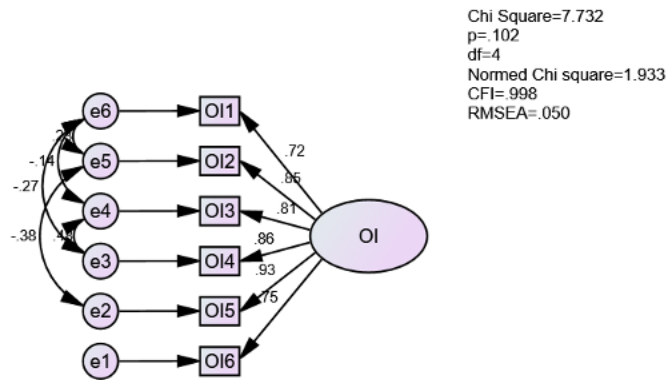 Chi Square=7.732
p=.102
df=4
Normed Chi square=1.933
CFI=.998
RMSEA=.050
e6
OI1
.72
-.14
e5
OI2
.85
-.27
e4
OI3
.81
OI
-.38
e3
OI4
.86
.93
e2
OI5
.75
e1
OI6